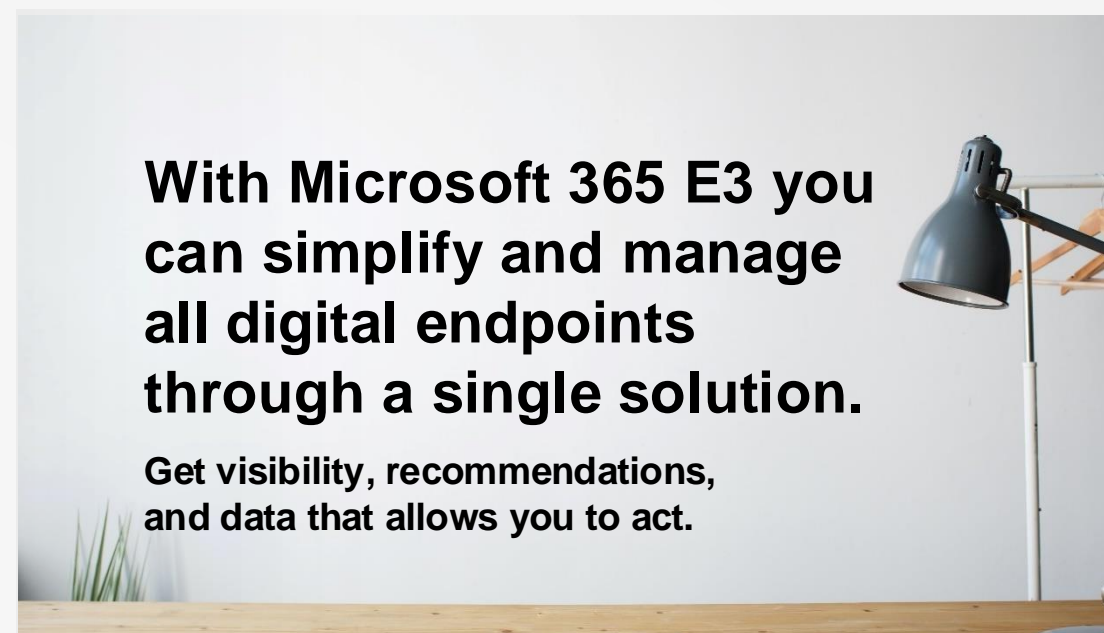 With Microsoft 365 E3 you
can simplify and manage
all digital endpoints
through a single solution.
Get visibility, recommendations,
and data that allows you to act.